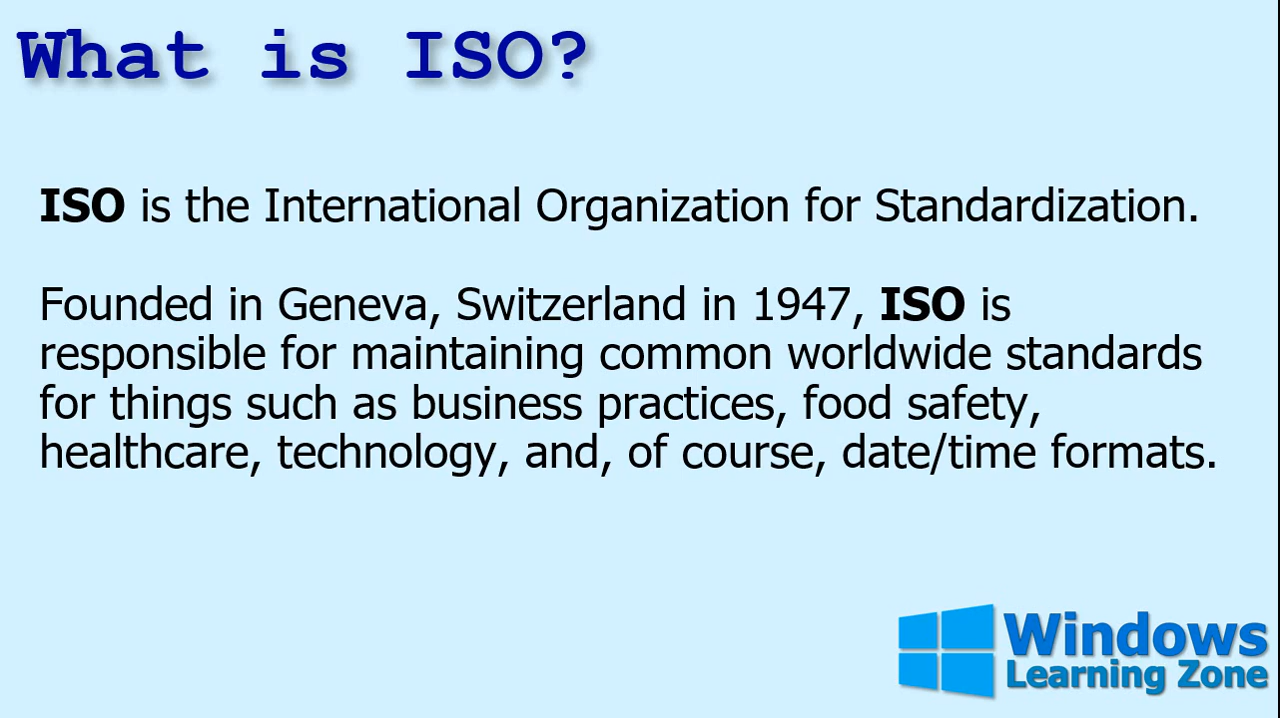 What is ISO?
ISO is the International Organization for Standardization.
Founded in Geneva, Switzerland in 1947, ISO is
responsible for maintaining common worldwide standards
for things such as business practices, food safety,
healthcare, technology, and, of course, date/time formats.
Windows
Learning Zone